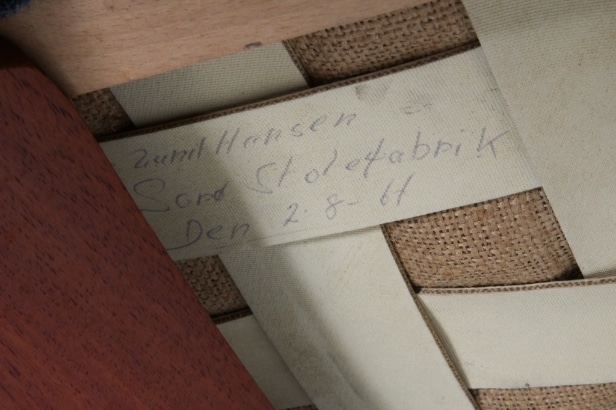 Hansen
Sorø Stolefabrik
Den 2.8-61